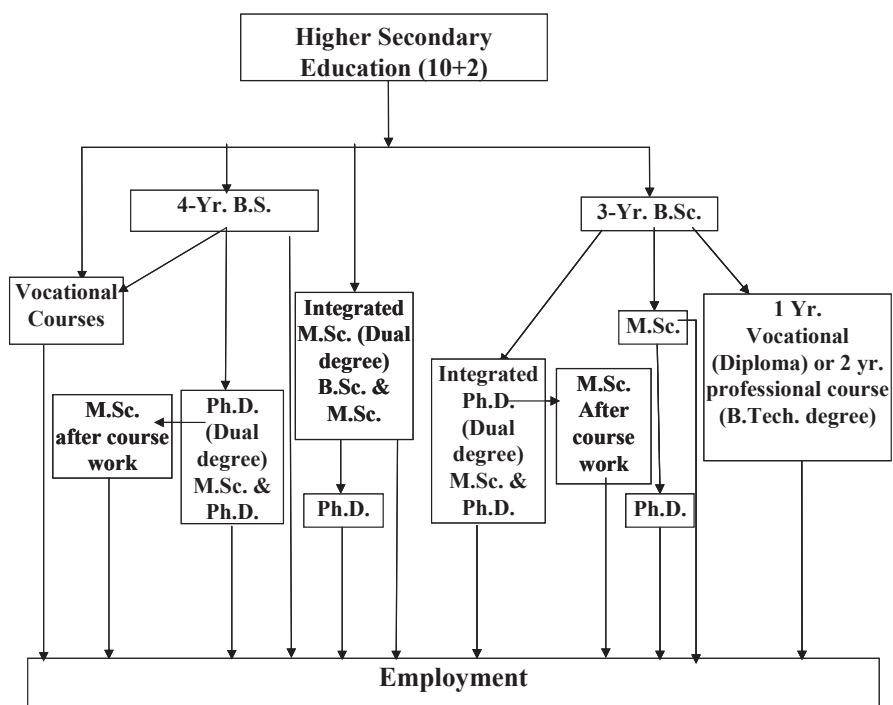 Higher Secondary
Education (10+2)
4-Yr. B.S.
3-Yr. B.Sc.
Vocational
Courses
Integrated
M.Sc. (Dual
degree)
B.Sc. &
M.Sc.
M.Sc.
1 Yr.
Vocational
(Diploma) or 2 yr.
professional course
(B.Tech. degree)
M.Sc.
after course
work
Ph.D.
(Dual
degree)
M.Sc. &
Ph.D.
Ph.D.
Integrated
Ph.D.
(Dual
degree)
M.Sc. &
Ph.D.
M.Sc.
After
course
work
Ph.D.
Employment